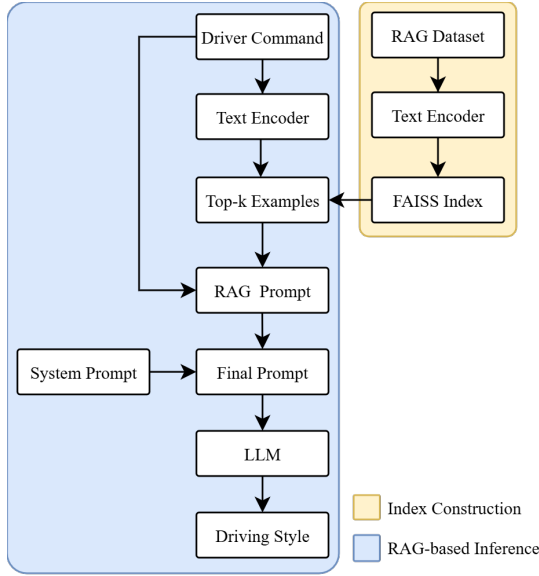 Driver Command
RAG Dataset
Text Encoder
Text Encoder
Top-k Examples
FAISS Index
RAG Prompt
System Prompt
Final Prompt
LLM
Driving Style
Index Construction
RAG-based Inference